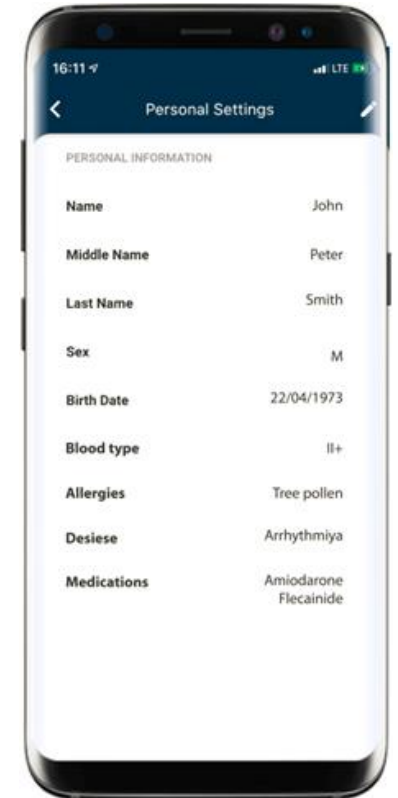 16:11 LTE
Personal Settings
PERSONAL INFORMATION
Name John
Middle Name Peter
Last Name Smith
Sex M
Birth Date 22/04/1973
Blood type II+
Allergies Tree pollen
Desiese Arrhythmiya
Medications Amiodarone
Flecainide